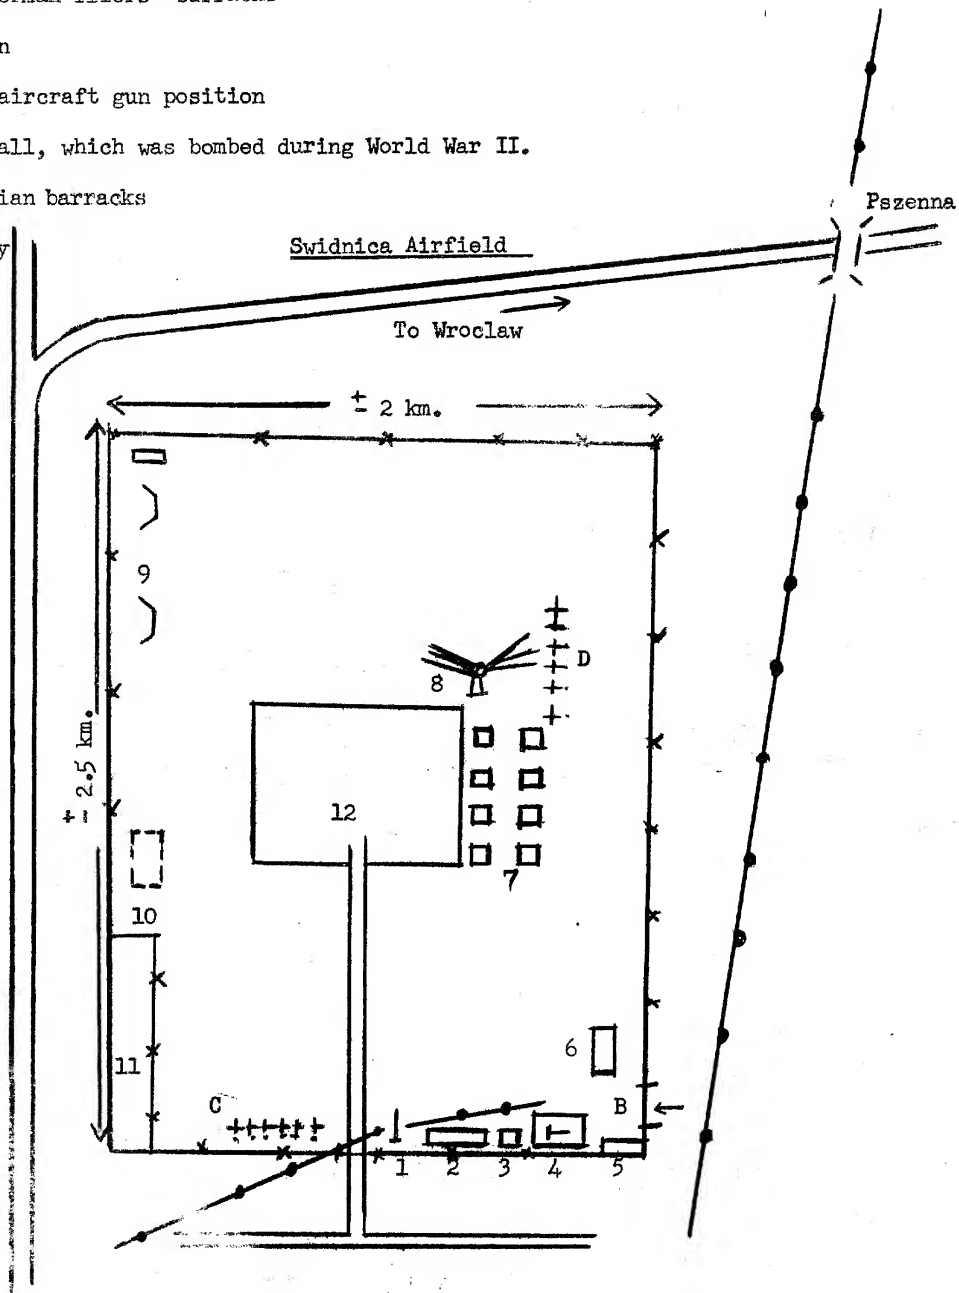 n
aircraft gun position
all, which was bombed during World War II.
ian barracks
y
Pszenna
Swidnica Airfield
To Wroclaw
± 2 km.
9
D
8
± 2.5 km.
12
7
10
6
11
C
B
1 2 3 4 5